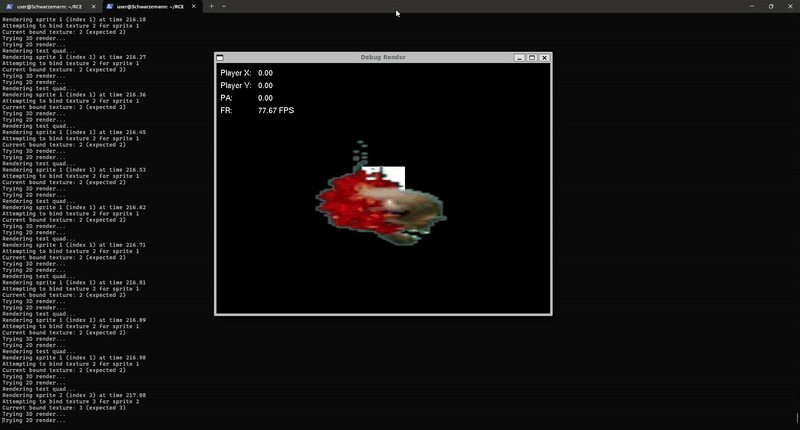 user@Schwarzemann: ~/RCE
user@Schwarzemann: ~/RCE
Rendering sprite 1 (index 1) at time 216.18
Attempting to bind texture 2 for sprite 1
Current bound texture: 2 (expected 2)
Trying 3D render...
Trying 2D render...
Rendering test quad...
Rendering sprite 1 (index 1) at time 216.27
Attempting to bind texture 2 for sprite 1
Current bound texture: 2 (expected 2)
Trying 3D render...
Trying 2D render...
Rendering test quad...
Rendering sprite 1 (index 1) at time 216.36
Attempting to bind texture 2 for sprite 1
Current bound texture: 2 (expected 2)
Trying 3D render...
Trying 2D render...
Rendering test quad...
Rendering sprite 1 (index 1) at time 216.45
Attempting to bind texture 2 for sprite 1
Current bound texture: 2 (expected 2)
Trying 3D render...
Trying 2D render...
Rendering test quad...
Rendering sprite 1 (index 1) at time 216.53
Attempting to bind texture 2 for sprite 1
Current bound texture: 2 (expected 2)
Trying 3D render...
Trying 2D render...
Rendering test quad...
Rendering sprite 1 (index 1) at time 216.62
Attempting to bind texture 2 for sprite 1
Current bound texture: 2 (expected 2)
Trying 3D render...
Trying 2D render...
Rendering test quad...
Rendering sprite 1 (index 1) at time 216.71
Attempting to bind texture 2 for sprite 1
Current bound texture: 2 (expected 2)
Trying 3D render...
Trying 2D render...
Rendering test quad...
Rendering sprite 1 (index 1) at time 216.81
Attempting to bind texture 2 for sprite 1
Current bound texture: 2 (expected 2)
Trying 3D render...
Trying 2D render...
Rendering test quad...
Rendering sprite 1 (index 1) at time 216.89
Attempting to bind texture 2 for sprite 1
Current bound texture: 2 (expected 2)
Trying 3D render...
Trying 2D render...
Rendering test quad...
Rendering sprite 1 (index 1) at time 216.98
Attempting to bind texture 2 for sprite 1
Current bound texture: 2 (expected 2)
Trying 3D render...
Trying 2D render...
Rendering test quad...
Rendering sprite 2 (index 2) at time 217.08
Attempting to bind texture 3 for sprite 2
Current bound texture: 3 (expected 3)
Trying 3D render...
Trying 2D render...
Debug Render
Player X: 0.00
Player Y: 0.00
PA: 0.00
FR: 77.67 FPS